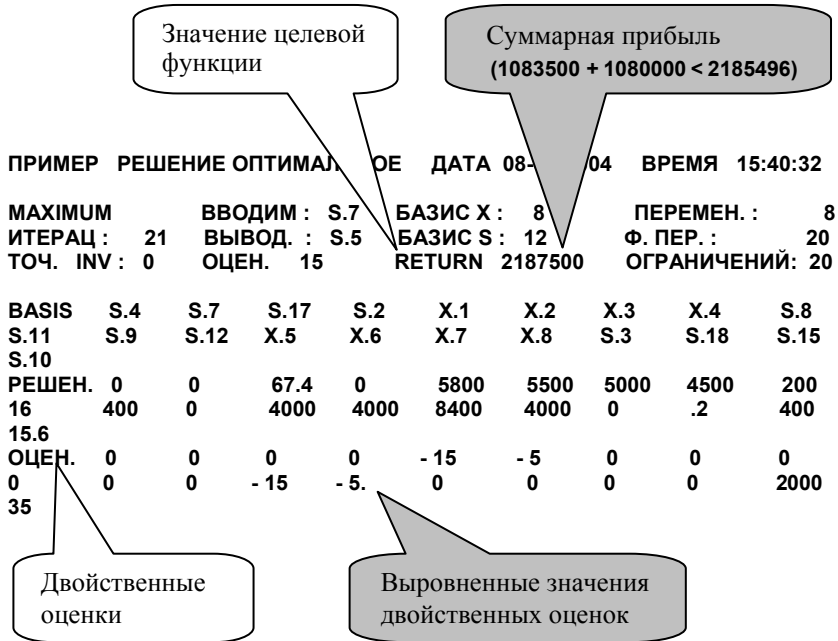 Значение целевой
функции
Суммарная прибыль
(1083500 + 1080000 < 2185496)
ПРИМЕР РЕШЕНИЕ ОПТИМАЛ ОЕ ДАТА 08- 04 ВРЕМЯ 15:40:32
MAXIMUM ВВОДИМ : S.7 БАЗИС X : 8 ПЕРЕМЕН. : 8
ИТЕРАЦ : 21 ВЫВОД. : S.5 БАЗИС S : 12 Ф. ПЕР. : 20
ТОЧ. INV : 0 ОЦЕН. 15 RETURN 2187500 ОГРАНИЧЕНИЙ: 20
BASIS S.4 S.7 S.17 S.2 X.1 X.2 X.3 X.4 S.8
S.11 S.9 S.12 X.5 X.6 X.7 X.8 S.3 S.18 S.15
S.10
РЕШЕН. 0 0 67.4 0 5800 5500 5000 4500 200
16 400 0 4000 4000 8400 4000 0 .2 400
15.6
ОЦЕН. 0 0 0 0 - 15 - 5 0 0 0
0 0 0 - 15 - 5. 0 0 0 0 2000
35
Двойственные
оценки
Выровненные значения
двойственных оценок